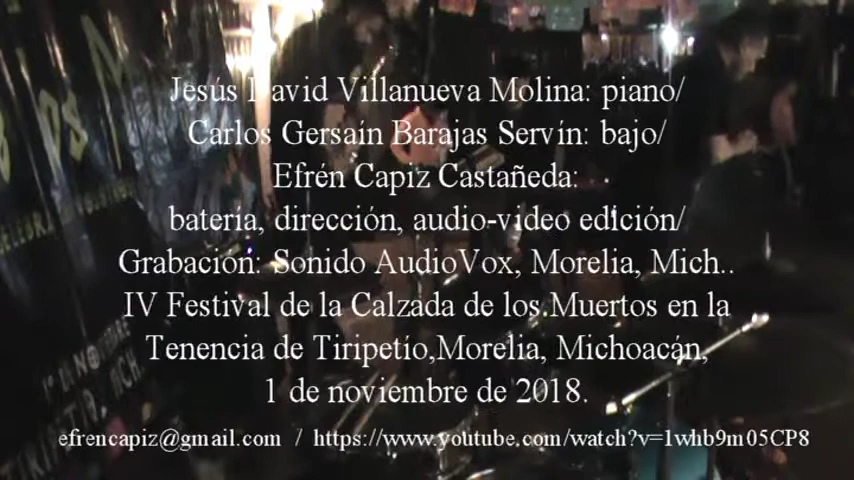 Jesús David Villanueva Molina: piano/
Carlos Gersaín Barajas Servín: bajo/
Efrén Capiz Castañeda:
batería, dirección, audio-video edición/
Grabación: Sonido AudioVox, Morelia, Mich..
IV Festival de la Calzada de los Muertos en la
Tenencia de Tiripetío,Morelia, Michoacán,
1 de noviembre de 2018.
efrencapiz@gmail.com / https://www.youtube.com/watch?v=1whb9m05CP8